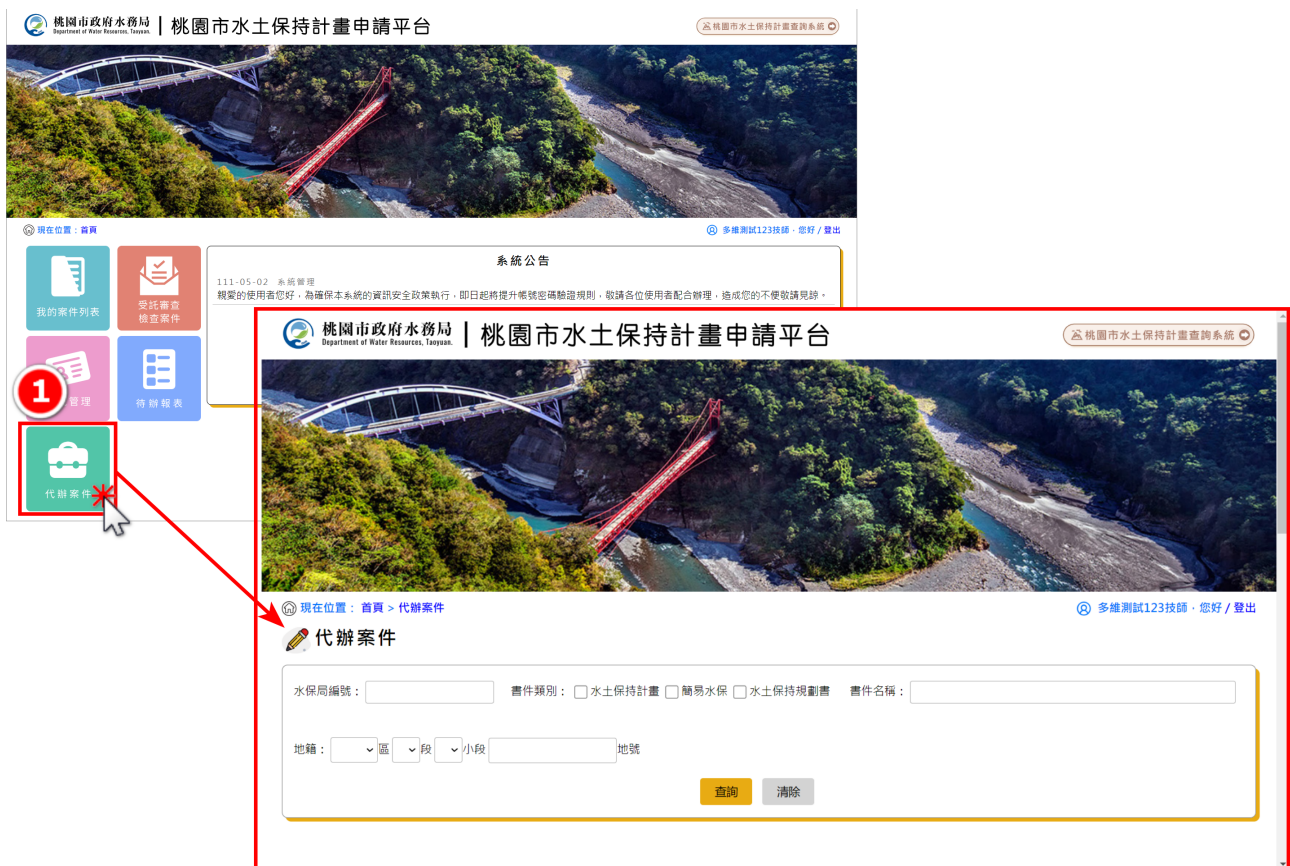 桃園市政府水務局
Department of Water Resources, Taoyuan.
桃園市水土保持計畫申請平台
桃園市水土保持計畫查詢系統
現在位置：首頁
多維測試123技師，您好 / 登出
我的案件列表
受託審查
檢查案件
管理
待辦報表
代辦案件
系統公告
111-05-02 系統管理
親愛的使用者您好，為確保本系統的資訊安全政策執行，即日起將提升帳號密碼驗證規則，敬請各位使用者配合辦理，造成您的不便敬請見諒。
1
桃園市政府水務局
Department of Water Resources, Taoyuan.
桃園市水土保持計畫申請平台
桃園市水土保持計畫查詢系統
現在位置： 首頁 > 代辦案件
多維測試123技師，您好 / 登出
代辦案件
水保局編號： 書件類別： 水土保持計畫 簡易水保 水土保持規劃書 書件名稱：
地籍： 區 段 小段 地號
查詢 清除